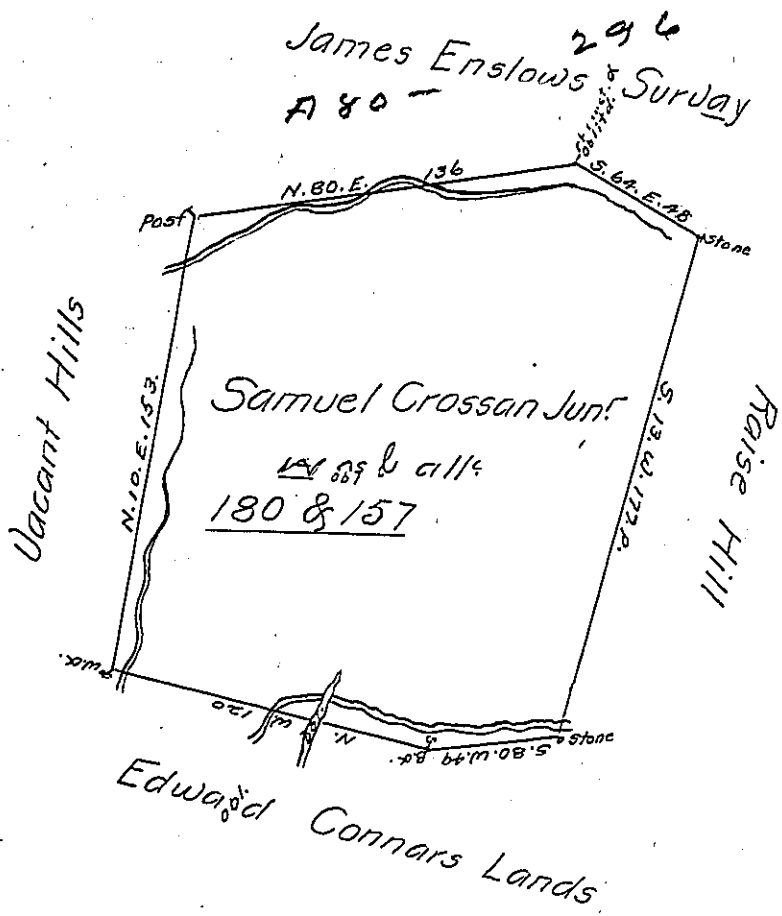 296
James Enslows Survay
A 80
N.80.E. 136
S.64.E.48
Post
Stone
Vacant Hills
N.10.E.153.
Samuel Crossan Junr
& all:
180 & 157
S.13.W.177.P.
Raise Hill
W.O.
N. W. 120
B.O.
S.80.W.49
Stone
Edward Connars Lands